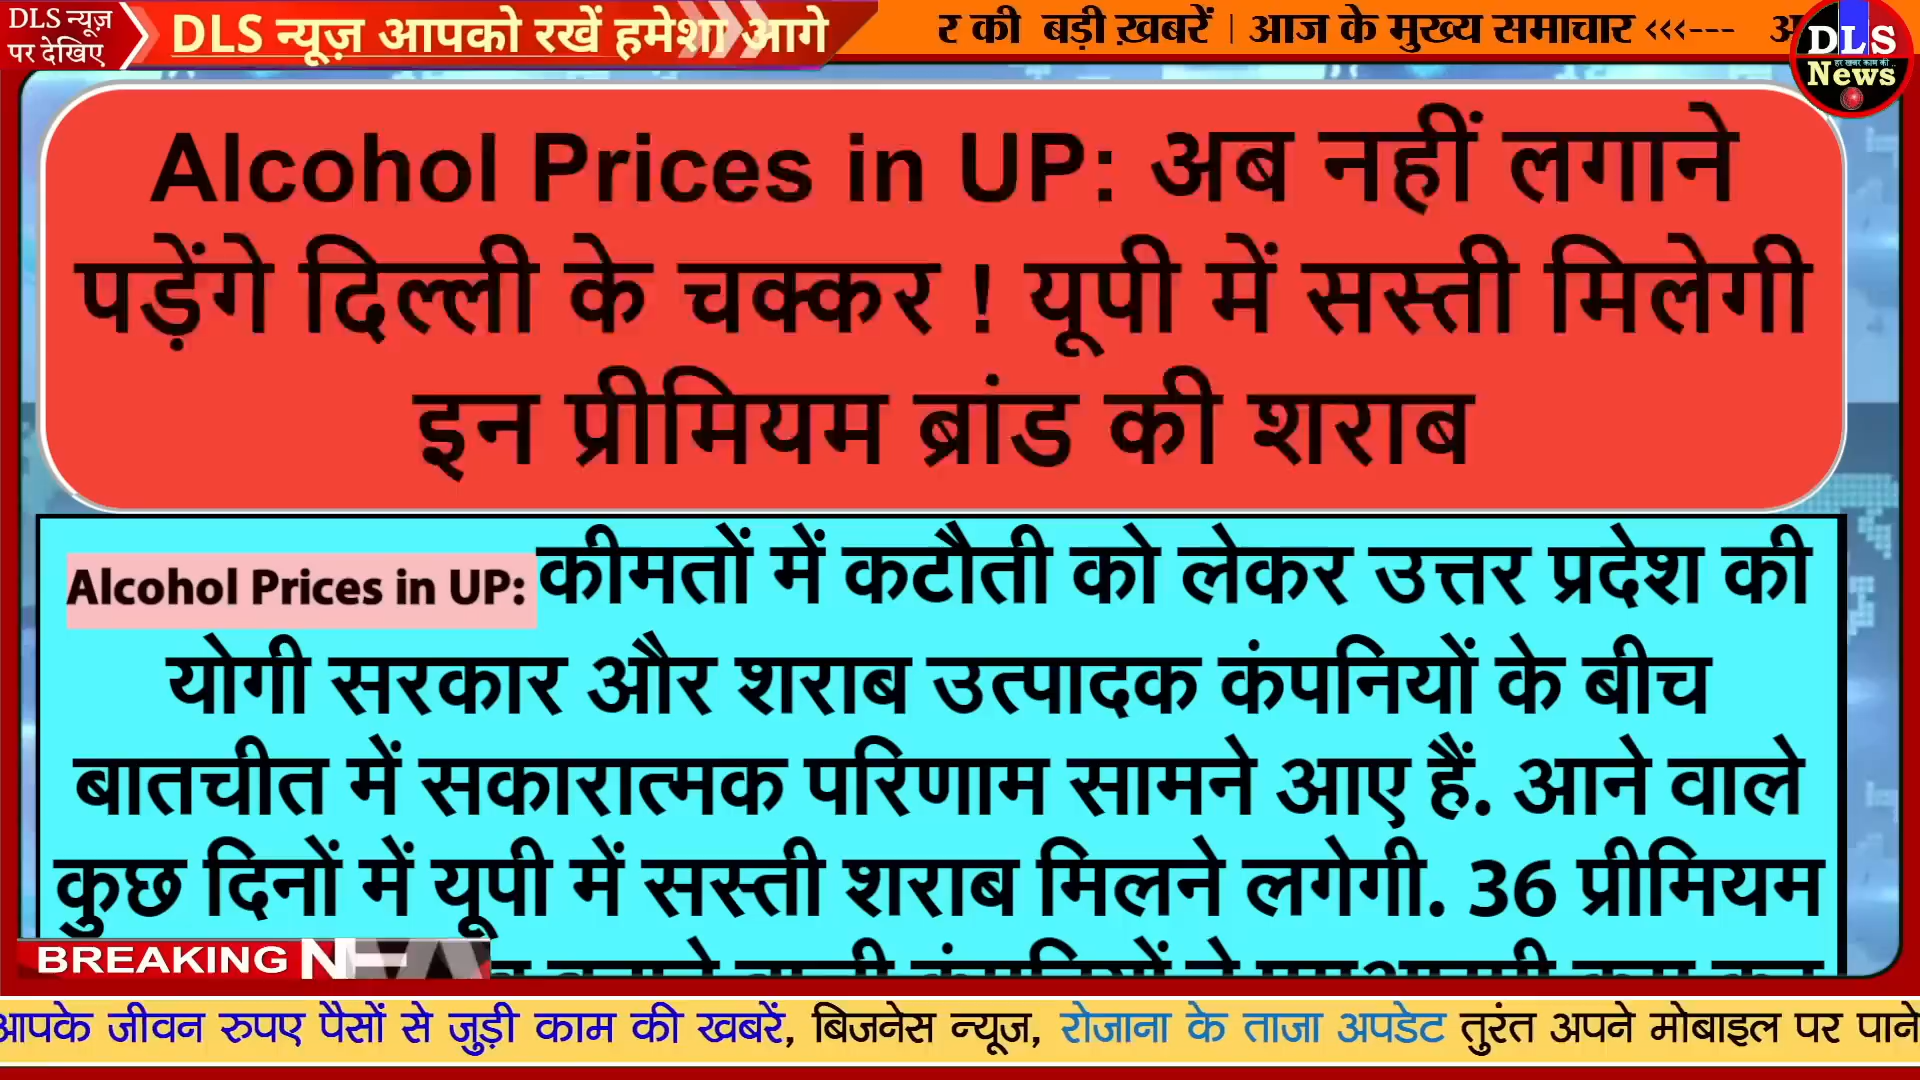 DLS न्यूज़
पर देखिए
DLS न्यूज़ आपको रखें हमेशा आगे
र की बड़ी ख़बरें | आज के मुख्य समाचार <<<---
DLS
हर खबर काम की..
News
Alcohol Prices in UP: अब नहीं लगाने
पड़ेंगे दिल्ली के चक्कर ! यूपी में सस्ती मिलेगी
इन प्रीमियम ब्रांड की शराब
Alcohol Prices in UP: कीमतों में कटौती को लेकर उत्तर प्रदेश की
योगी सरकार और शराब उत्पादक कंपनियों के बीच
बातचीत में सकारात्मक परिणाम सामने आए हैं. आने वाले
कुछ दिनों में यूपी में सस्ती शराब मिलने लगेगी. 36 प्रीमियम
BREAKING
आपके जीवन रुपए पैसों से जुड़ी काम की खबरें, बिजनेस न्यूज, रोजाना के ताजा अपडेट तुरंत अपने मोबाइल पर पाने